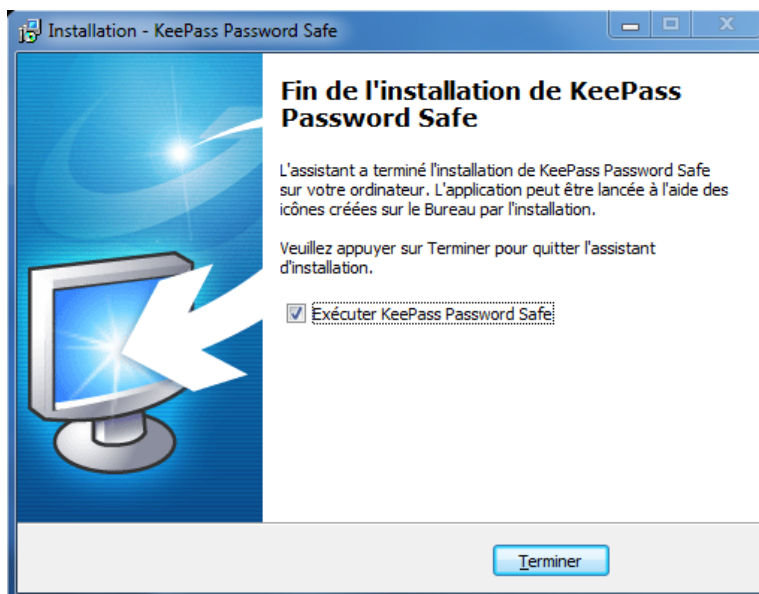 Installation - KeePass Password Safe
Fin de l'installation de KeePass
Password Safe
L'assistant a terminé l'installation de KeePass Password Safe
sur votre ordinateur. L'application peut être lancée à l'aide des
icônes créées sur le Bureau par l'installation.
Veuillez appuyer sur Terminer pour quitter l'assistant
d'installation.
Exécuter KeePass Password Safe
Terminer